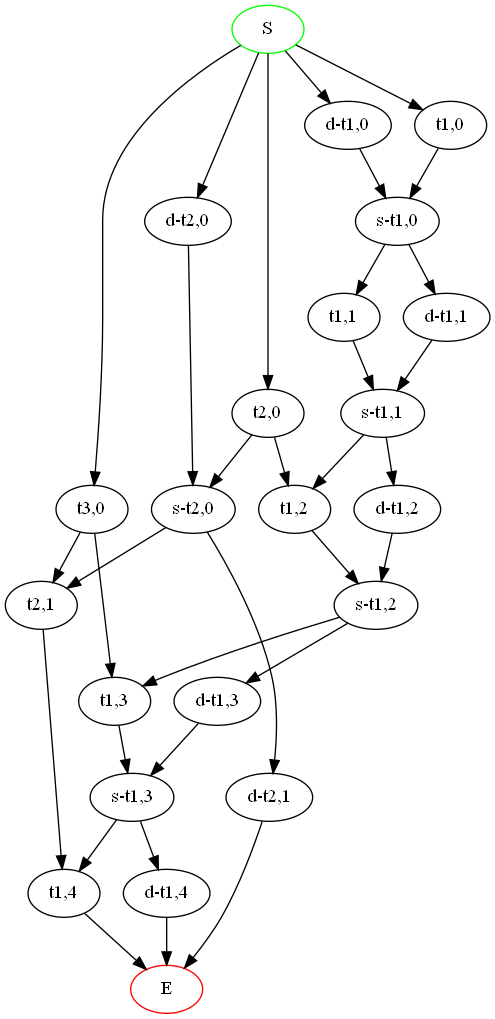 S
d-t1,0
t1,0
d-t2,0
s-t1,0
t1,1
d-t1,1
t2,0
s-t1,1
t3,0
s-t2,0
t1,2
d-t1,2
t2,1
s-t1,2
t1,3
d-t1,3
s-t1,3
d-t2,1
t1,4
d-t1,4
E